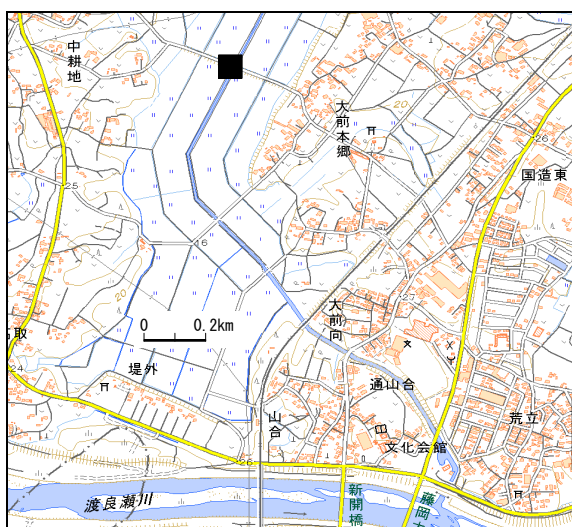 中耕地
大前本郷
20
26
国造東
25
16
20
0 0.2km
大前向
27
取
24
堤外
通山合
山合
荒立
文化会館
26
渡良瀬川
新開橋
藤岡大